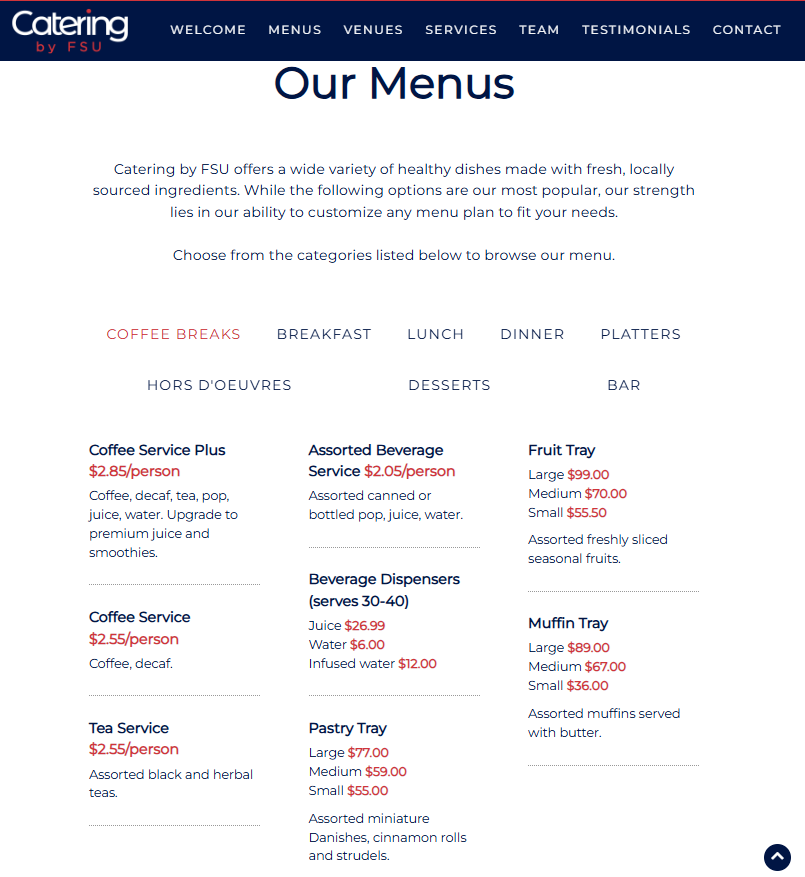 Catering
by FSU
WELCOME MENUS VENUES SERVICES TEAM TESTIMONIALS CONTACT
Our Menus
Catering by FSU offers a wide variety of healthy dishes made with fresh, locally
sourced ingredients. While the following options are our most popular, our strength
lies in our ability to customize any menu plan to fit your needs.
Choose from the categories listed below to browse our menu.
COFFEE BREAKS BREAKFAST LUNCH DINNER PLATTERS
HORS D'OEUVRES DESSERTS BAR
Coffee Service Plus
$2.85/person
Coffee, decaf, tea, pop,
juice, water. Upgrade to
premium juice and
smoothies.
Coffee Service
$2.55/person
Coffee, decaf.
Tea Service
$2.55/person
Assorted black and herbal
teas.
Assorted Beverage
Service $2.05/person
Assorted canned or
bottled pop, juice, water.
Beverage Dispensers
(serves 30-40)
Juice $26.99
Water $6.00
Infused water $12.00
Pastry Tray
Large $77.00
Medium $59.00
Small $55.00
Assorted miniature
Danishes, cinnamon rolls
and strudels.
Fruit Tray
Large $99.00
Medium $70.00
Small $55.50
Assorted freshly sliced
seasonal fruits.
Muffin Tray
Large $89.00
Medium $67.00
Small $36.00
Assorted muffins served
with butter.